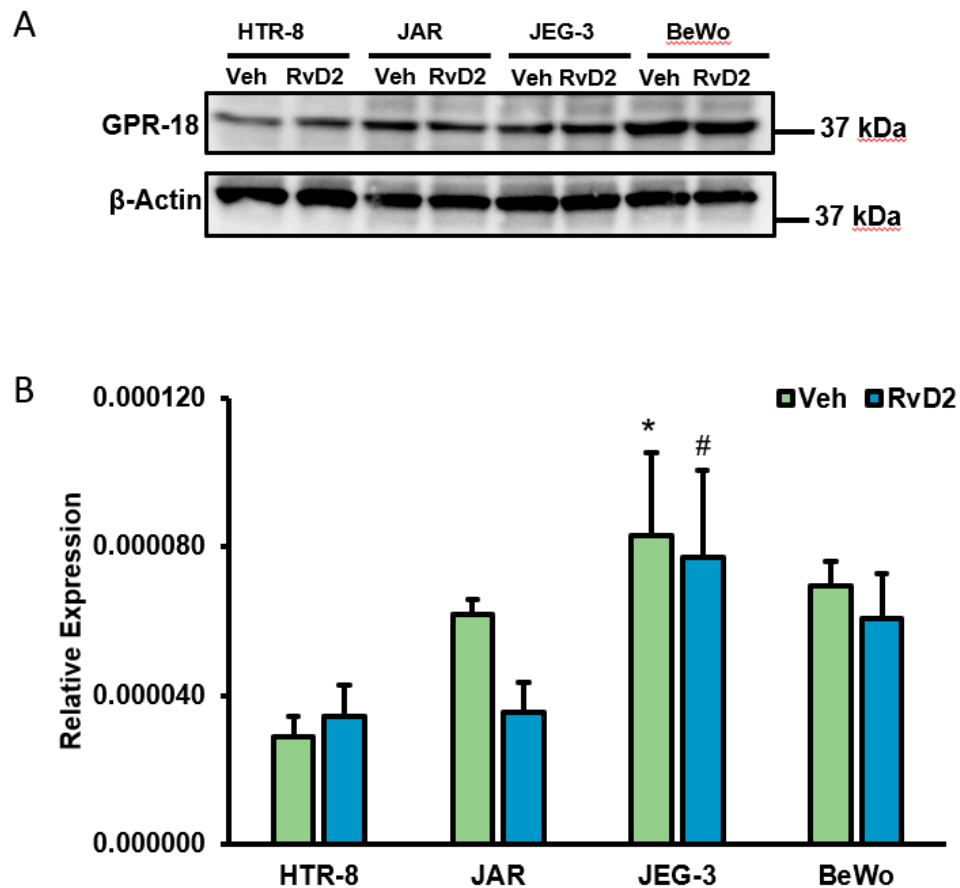 A
HTR-8 JAR JEG-3 BeWo
Veh RvD2 Veh RvD2 Veh RvD2 Veh RvD2
GPR-18 37 kDa
β-Actin 37 kDa
B
Veh RvD2
0.000120
* #
0.000080
0.000040
0.000000
Relative Expression
HTR-8 JAR JEG-3 BeWo